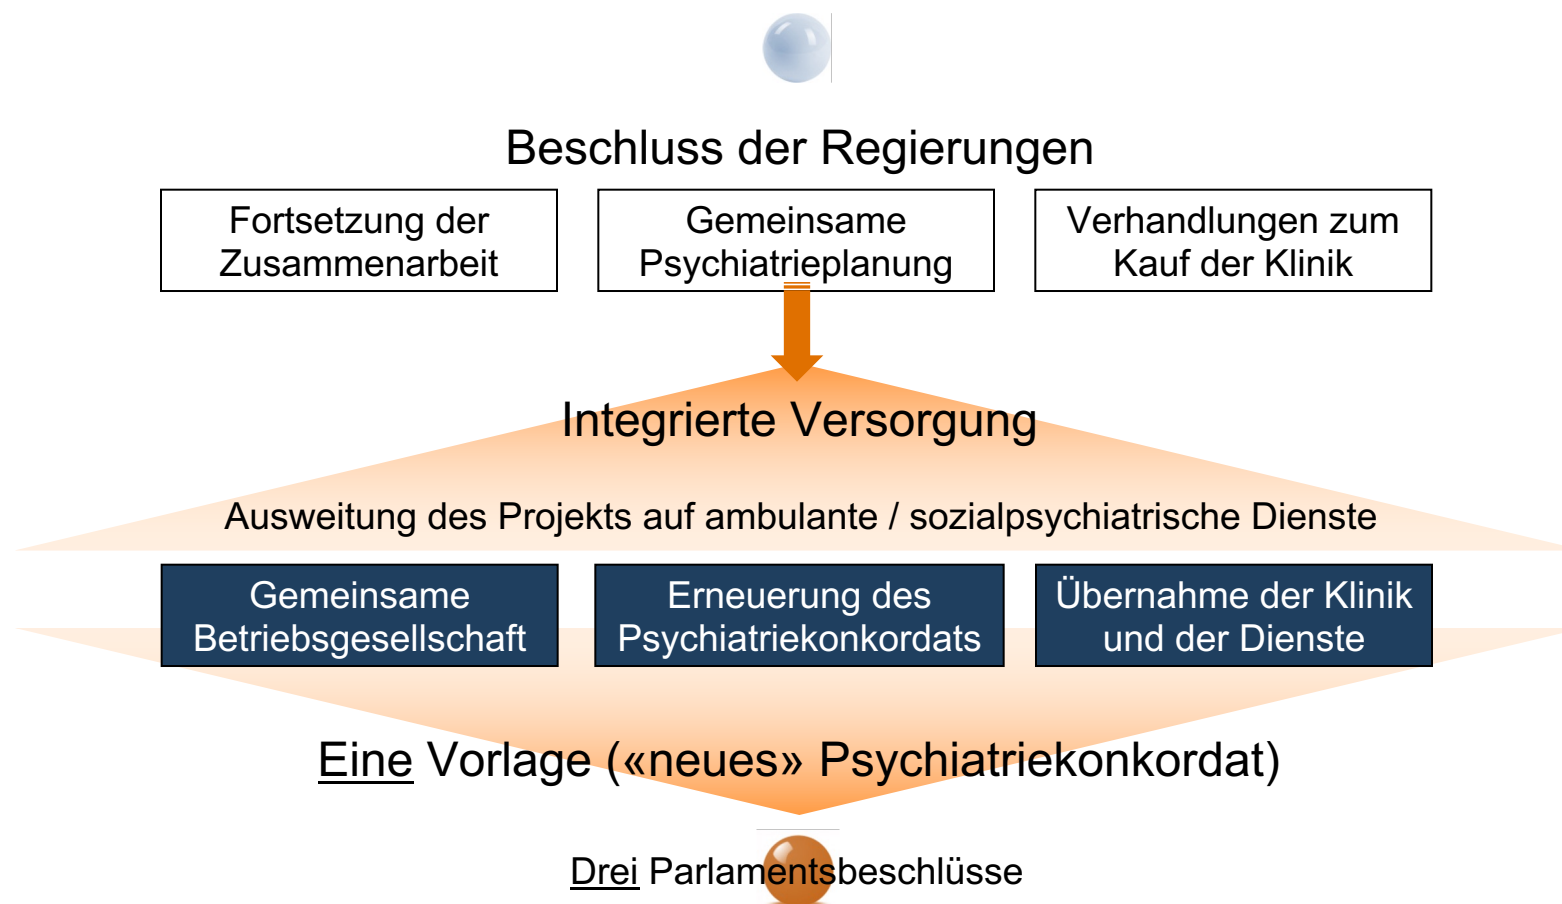 Beschluss der Regierungen
Fortsetzung der
Zusammenarbeit
Gemeinsame
Psychiatrieplanung
Verhandlungen zum
Kauf der Klinik
Integrierte Versorgung
Ausweitung des Projekts auf ambulante / sozialpsychiatrische Dienste
Gemeinsame
Betriebsgesellschaft
Erneuerung des
Psychiatriekonkordats
Übernahme der Klinik
und der Dienste
Eine Vorlage («neues» Psychiatriekonkordat)
Drei Parlamentsbeschlüsse